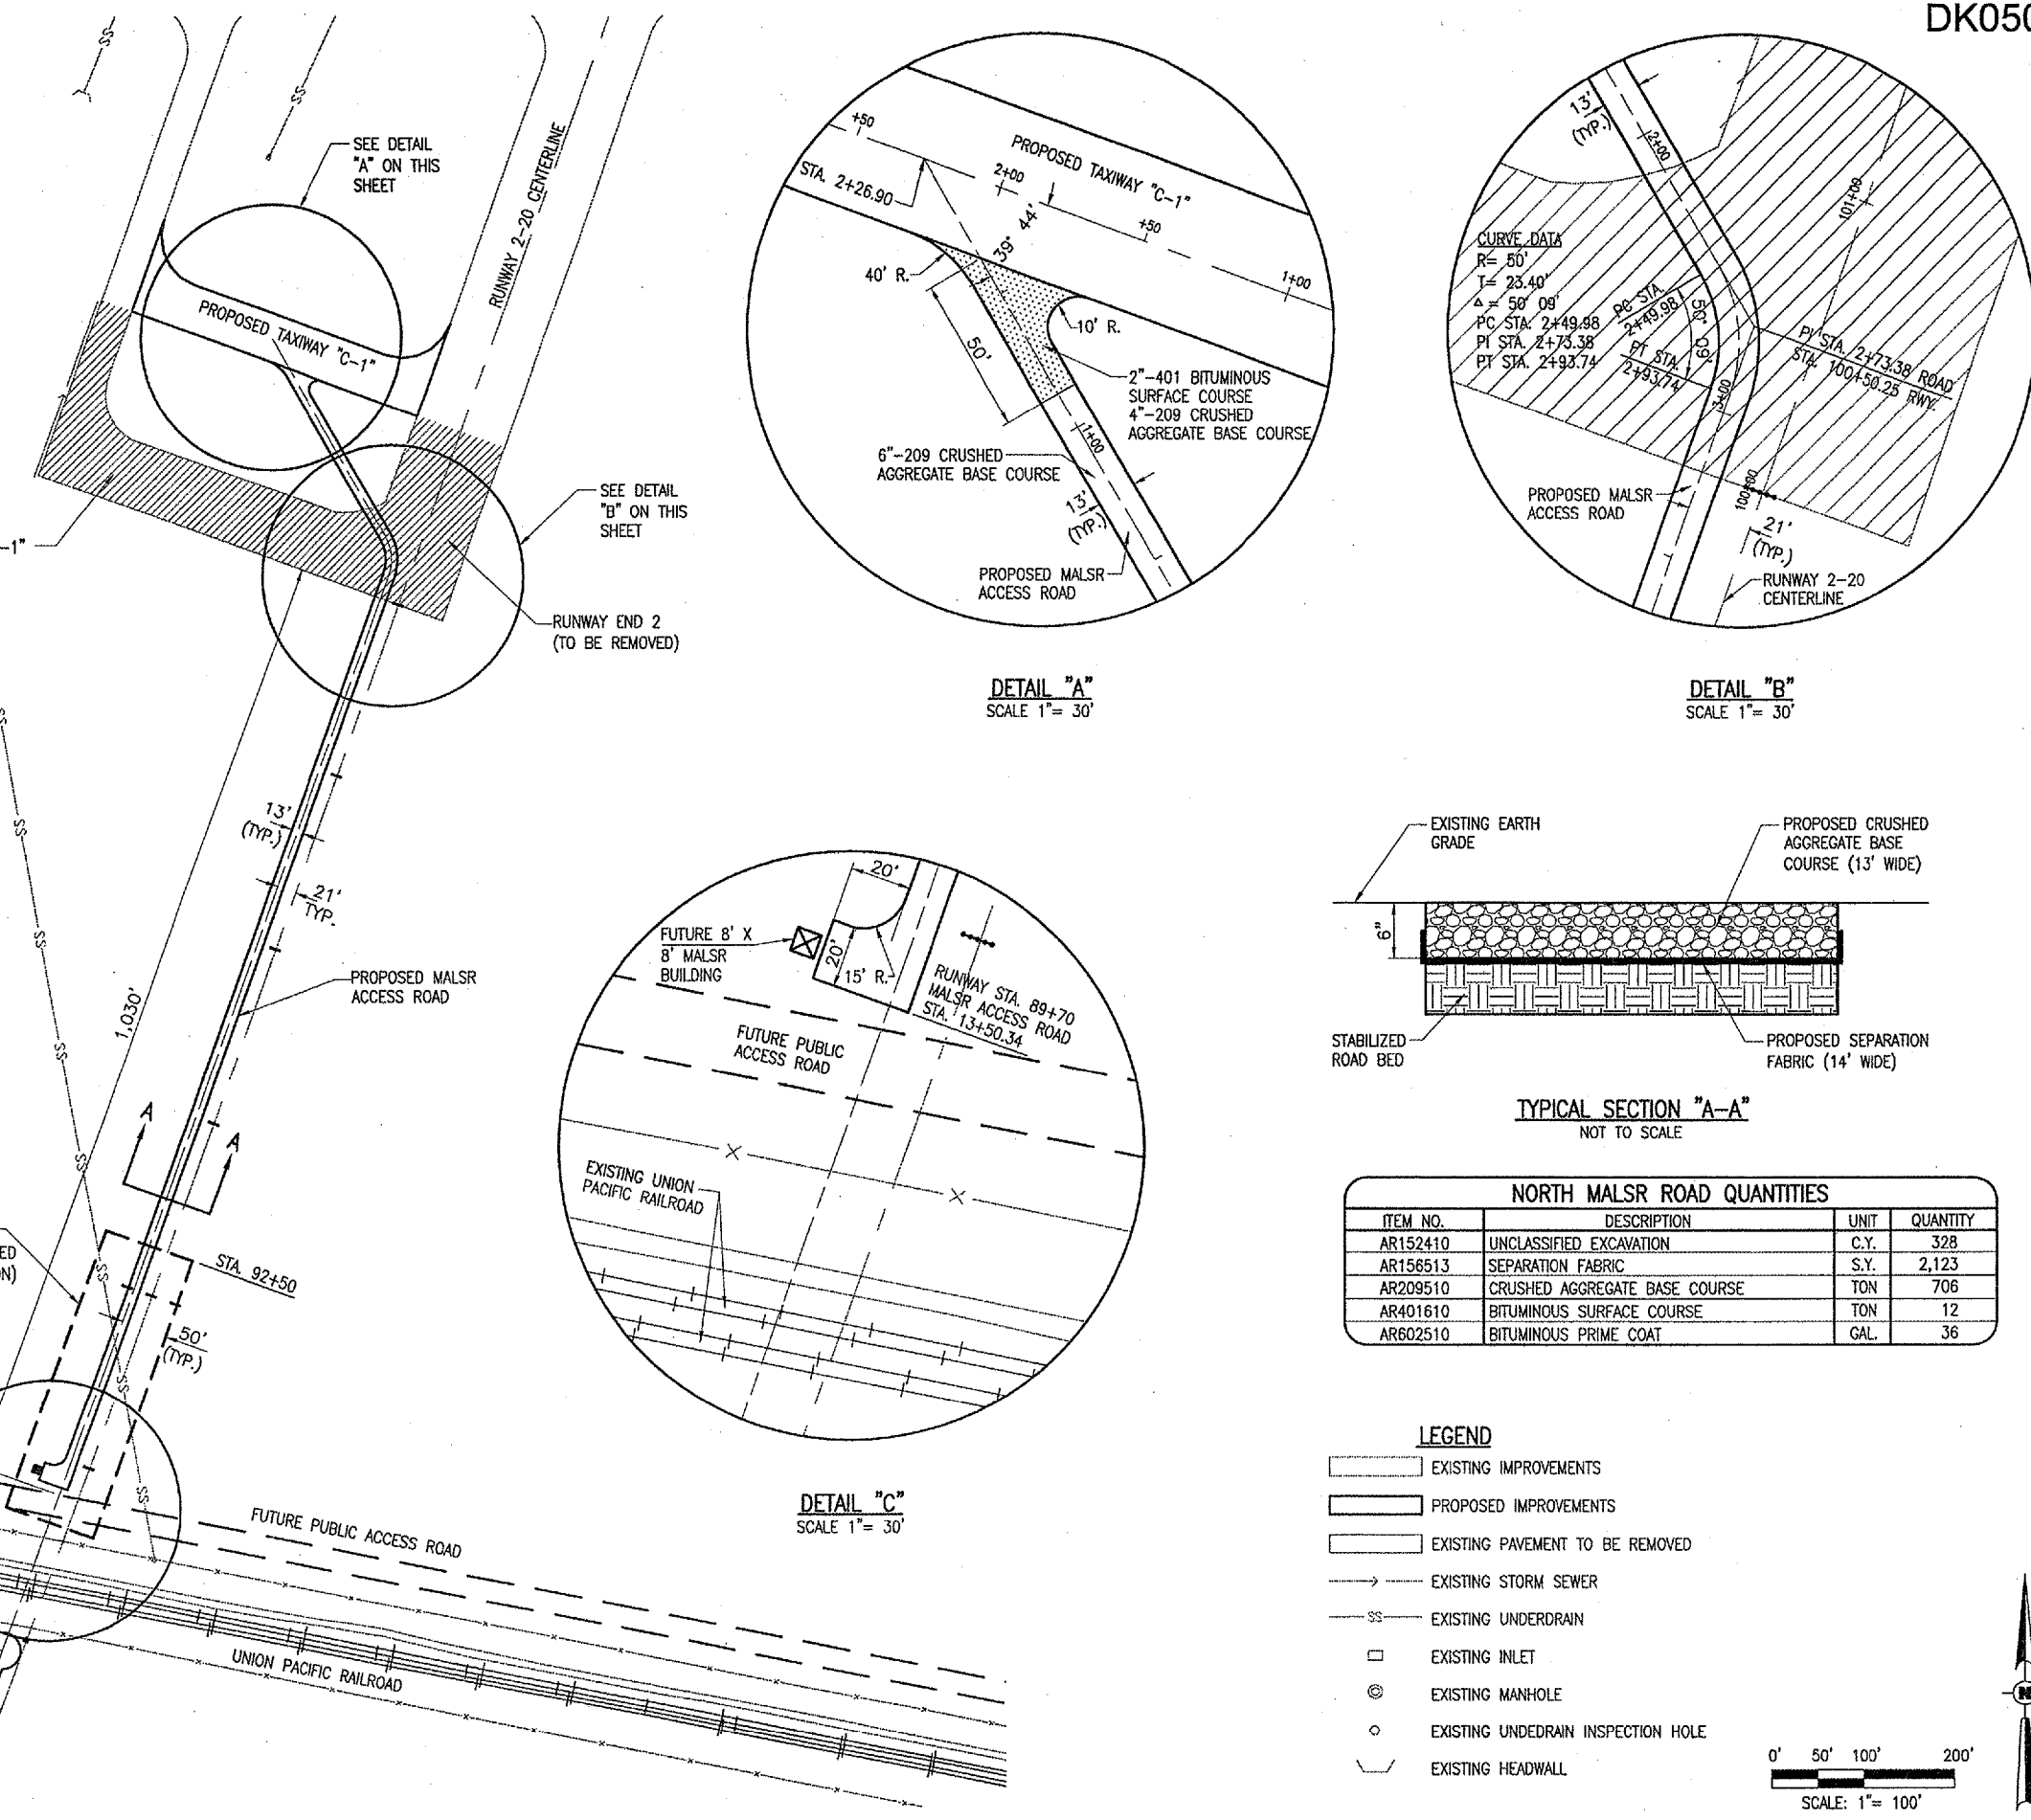 DK050
SS
SS
SEE DETAIL
"A" ON THIS
SHEET
RUNWAY 2-20 CENTERLINE
PROPOSED TAXIWAY "C-1"
SEE DETAIL
"B" ON THIS
SHEET
-1"
RUNWAY END 2
(TO BE REMOVED)
13'
(TYP.)
21'
TYP.
PROPOSED MALSR
ACCESS ROAD
1,030'
SS
SS
SS
SS
SS
SS
SS
SS
A
A
STA. 92+50
50'
(TYP.)
ED
N)
FUTURE PUBLIC ACCESS ROAD
UNION PACIFIC RAILROAD
+50
PROPOSED TAXIWAY "C-1"
STA. 2+26.90
2+00
+50
1+00
39° 44'
40' R.
10' R.
50'
2"-401 BITUMINOUS
SURFACE COURSE
4"-209 CRUSHED
AGGREGATE BASE COURSE
1+00
6"-209 CRUSHED
AGGREGATE BASE COURSE
13'
(TYP.)
PROPOSED MALSR
ACCESS ROAD
DETAIL "A"
SCALE 1"= 30'
13'
(TYP.)
2+00
101+00
CURVE DATA
R= 50'
T= 23.40'
Δ = 50° 09'
PC STA. 2+49.98
PI STA. 2+73.38
PT STA. 2+93.74
PC STA.
2+49.98
50° 09'
PT STA.
2+93.74
PI STA. 2+73.38 ROAD
STA. 100+50.25 RWY.
3+00
100+00
PROPOSED MALSR
ACCESS ROAD
21'
(TYP.)
RUNWAY 2-20
CENTERLINE
DETAIL "B"
SCALE 1"= 30'
20'
FUTURE 8' X
8' MALSR
BUILDING
20'
15' R.
RUNWAY STA. 89+70
MALSR ACCESS ROAD
STA. 13+50.34
FUTURE PUBLIC
ACCESS ROAD
EXISTING UNION
PACIFIC RAILROAD
DETAIL "C"
SCALE 1"= 30'
EXISTING EARTH
GRADE
PROPOSED CRUSHED
AGGREGATE BASE
COURSE (13' WIDE)
6"
STABILIZED
ROAD BED
PROPOSED SEPARATION
FABRIC (14' WIDE)
TYPICAL SECTION "A-A"
NOT TO SCALE
NORTH MALSR ROAD QUANTITIES
ITEM NO. DESCRIPTION UNIT QUANTITY
AR152410 UNCLASSIFIED EXCAVATION C.Y. 328
AR156513 SEPARATION FABRIC S.Y. 2,123
AR209510 CRUSHED AGGREGATE BASE COURSE TON 706
AR401610 BITUMINOUS SURFACE COURSE TON 12
AR602510 BITUMINOUS PRIME COAT GAL. 36
LEGEND
EXISTING IMPROVEMENTS
PROPOSED IMPROVEMENTS
EXISTING PAVEMENT TO BE REMOVED
EXISTING STORM SEWER
SS EXISTING UNDERDRAIN
EXISTING INLET
EXISTING MANHOLE
EXISTING UNDEDRAIN INSPECTION HOLE
EXISTING HEADWALL
N
0' 50' 100' 200'
SCALE: 1"= 100'